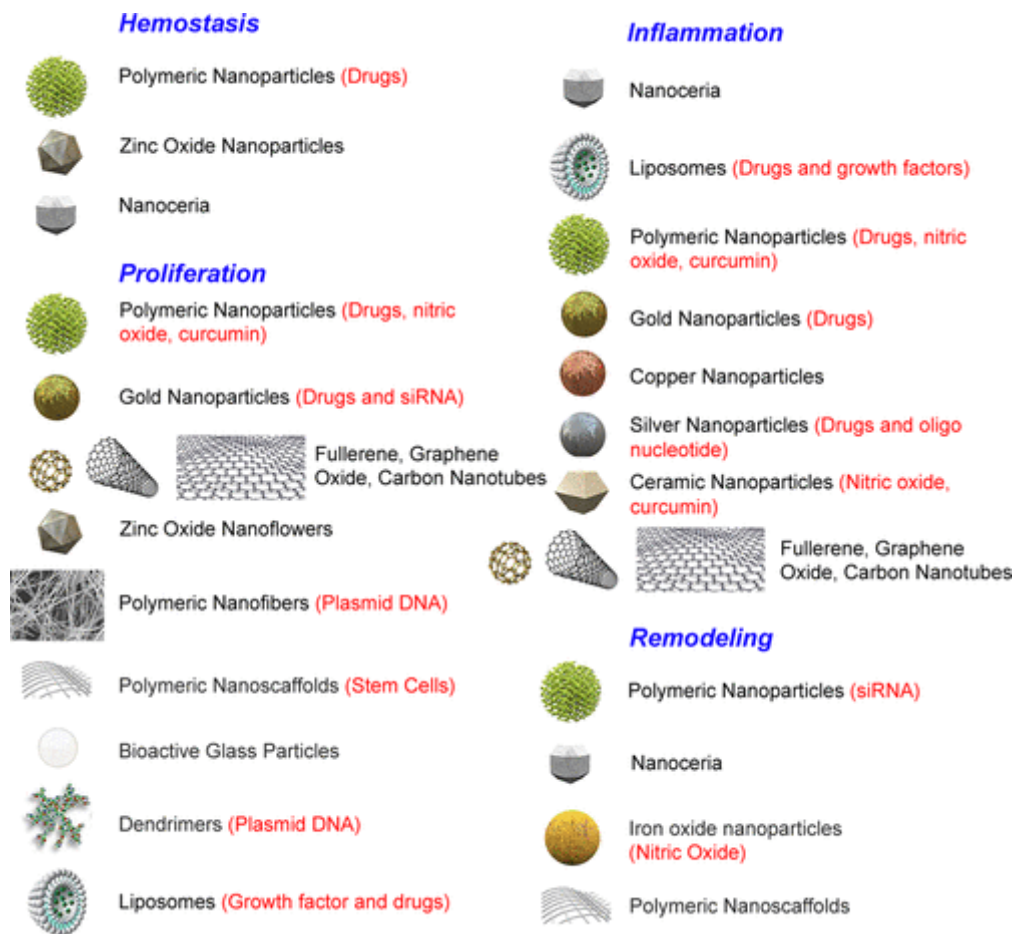 Hemostasis
Polymeric Nanoparticles (Drugs)
Zinc Oxide Nanoparticles
Nanoceria
Proliferation
Polymeric Nanoparticles (Drugs, nitric
oxide, curcumin)
Gold Nanoparticles (Drugs and siRNA)
Fullerene, Graphene
Oxide, Carbon Nanotubes
Zinc Oxide Nanoflowers
Polymeric Nanofibers (Plasmid DNA)
Polymeric Nanoscaffolds (Stem Cells)
Bioactive Glass Particles
Dendrimers (Plasmid DNA)
Liposomes (Growth factor and drugs)
Inflammation
Nanoceria
Liposomes (Drugs and growth factors)
Polymeric Nanoparticles (Drugs, nitric
oxide, curcumin)
Gold Nanoparticles (Drugs)
Copper Nanoparticles
Silver Nanoparticles (Drugs and oligo
nucleotide)
Ceramic Nanoparticles (Nitric oxide,
curcumin)
Fullerene, Graphene
Oxide, Carbon Nanotubes
Remodeling
Polymeric Nanoparticles (siRNA)
Nanoceria
Iron oxide nanoparticles
(Nitric Oxide)
Polymeric Nanoscaffolds